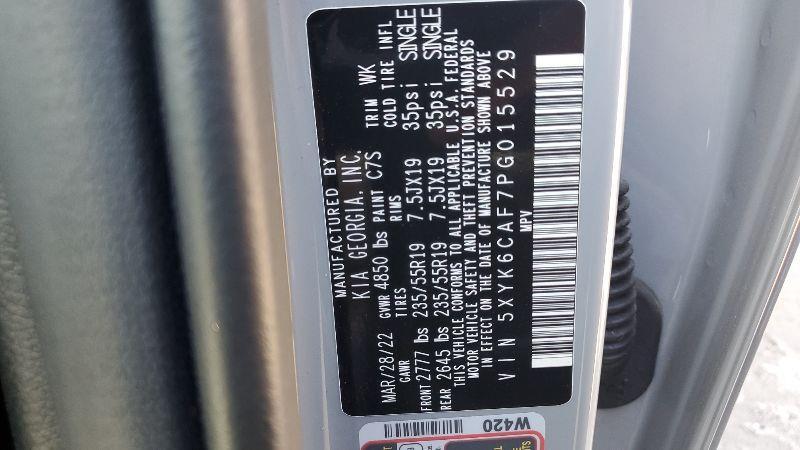 MANUFACTURED BY
KIA GEORGIA, INC.
MAR/28/22 GVWR 4850 lbs PAINT C7S TRIM WK
GAWR TIRES RIMS COLD TIRE INFL
FRONT 2777 lbs 235/55R19 7.5JX19 35psi SINGLE
REAR 2645 lbs 235/55R19 7.5JX19 35psi SINGLE
THIS VEHICLE CONFORMS TO ALL APPLICABLE U.S.A. FEDERAL
MOTOR VEHICLE SAFETY AND THEFT PREVENTION STANDARDS
IN EFFECT ON THE DATE OF MANUFACTURE SHOWN ABOVE
VIN 5XYK6CAF7PG015529
MPV
W420